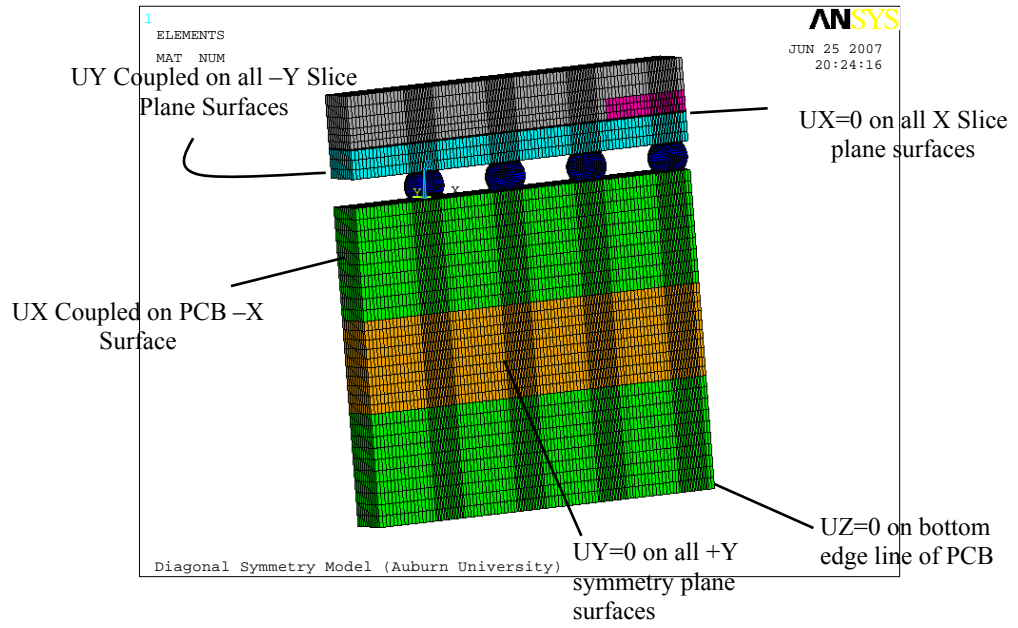 1
ANSYS
ELEMENTS
MAT NUM
JUN 25 2007
20:24:16
UY Coupled on all –Y Slice
Plane Surfaces
UX=0 on all X Slice
plane surfaces
Y
X
UX Coupled on PCB –X
Surface
UZ=0 on bottom
edge line of PCB
UY=0 on all +Y
symmetry plane
surfaces
Diagonal Symmetry Model (Auburn University)